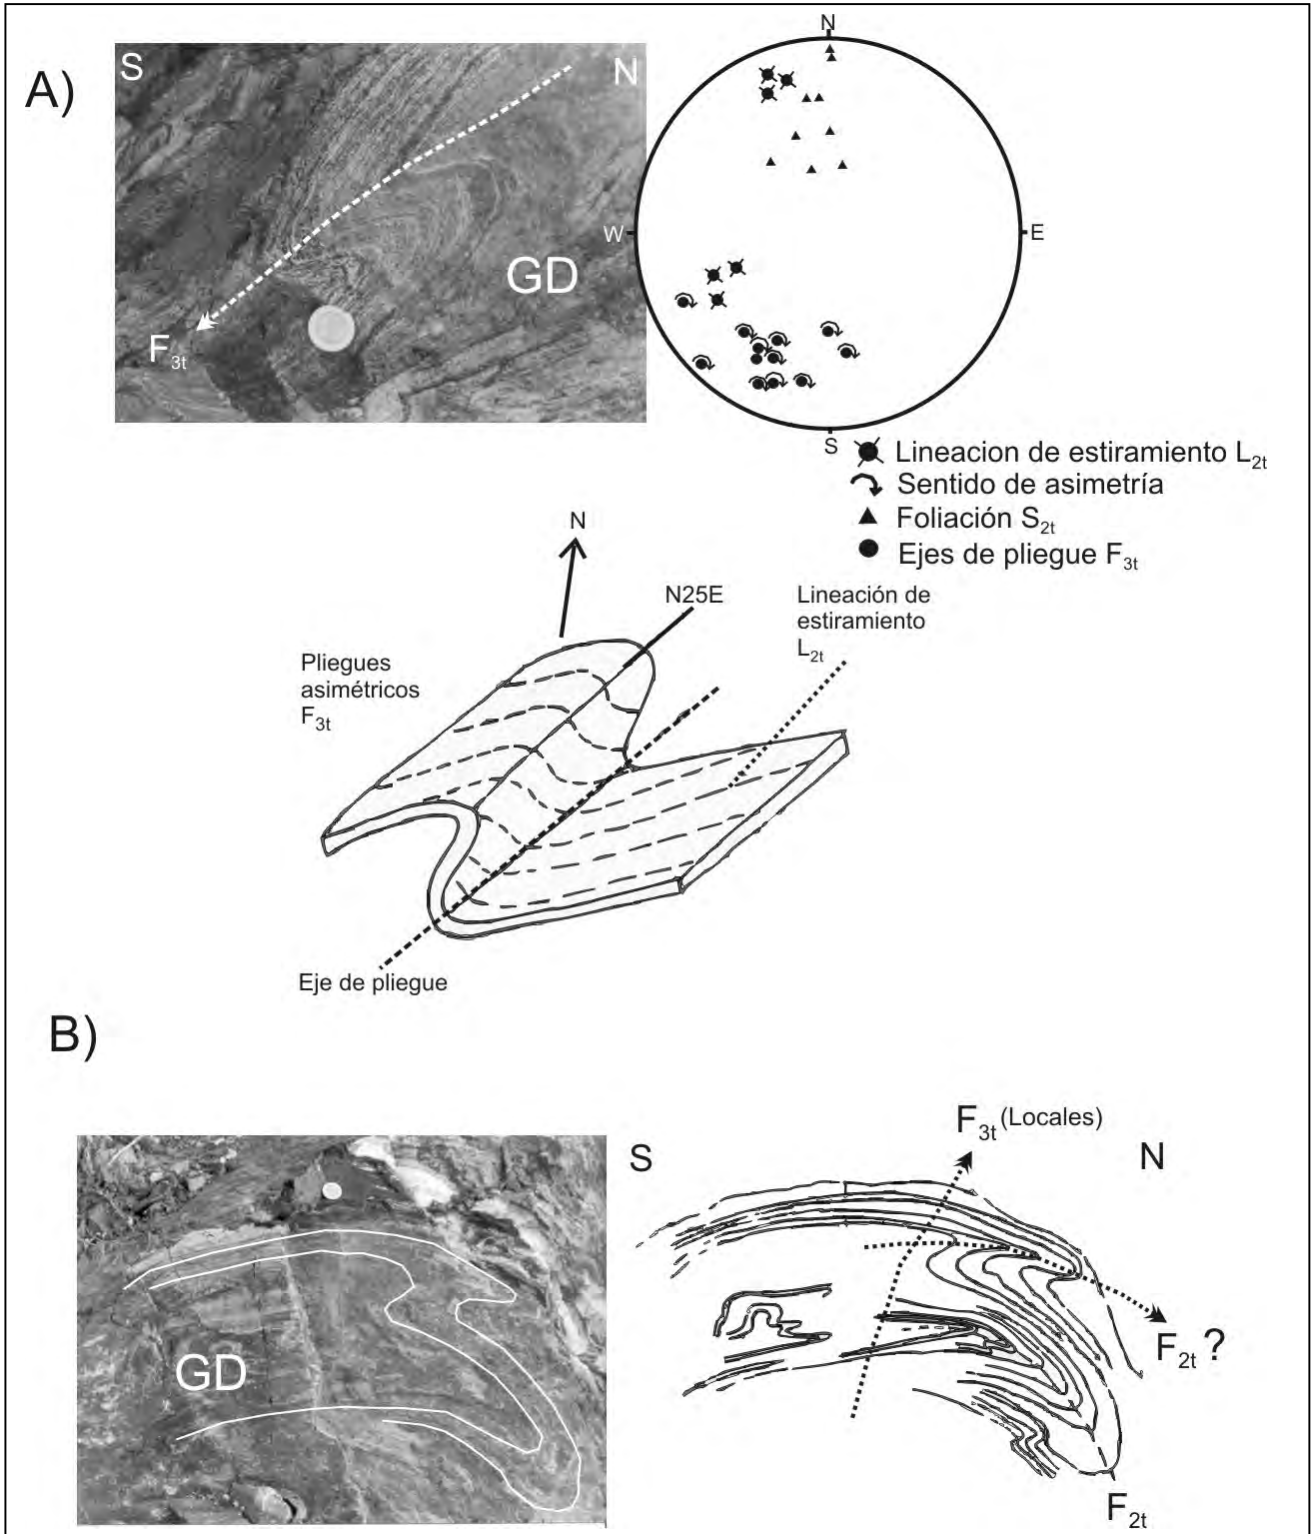 A)
S
N
GD
F3t
N
W
E
S
Lineacion de estiramiento L2t
Sentido de asimetría
Foliación S2t
Ejes de pliegue F3t
N
N25E
Lineación de
estiramiento
L2t
Pliegues
asimétricos
F3t
Eje de pliegue
B)
GD
F3t (Locales)
S
N
F2t ?
F2t